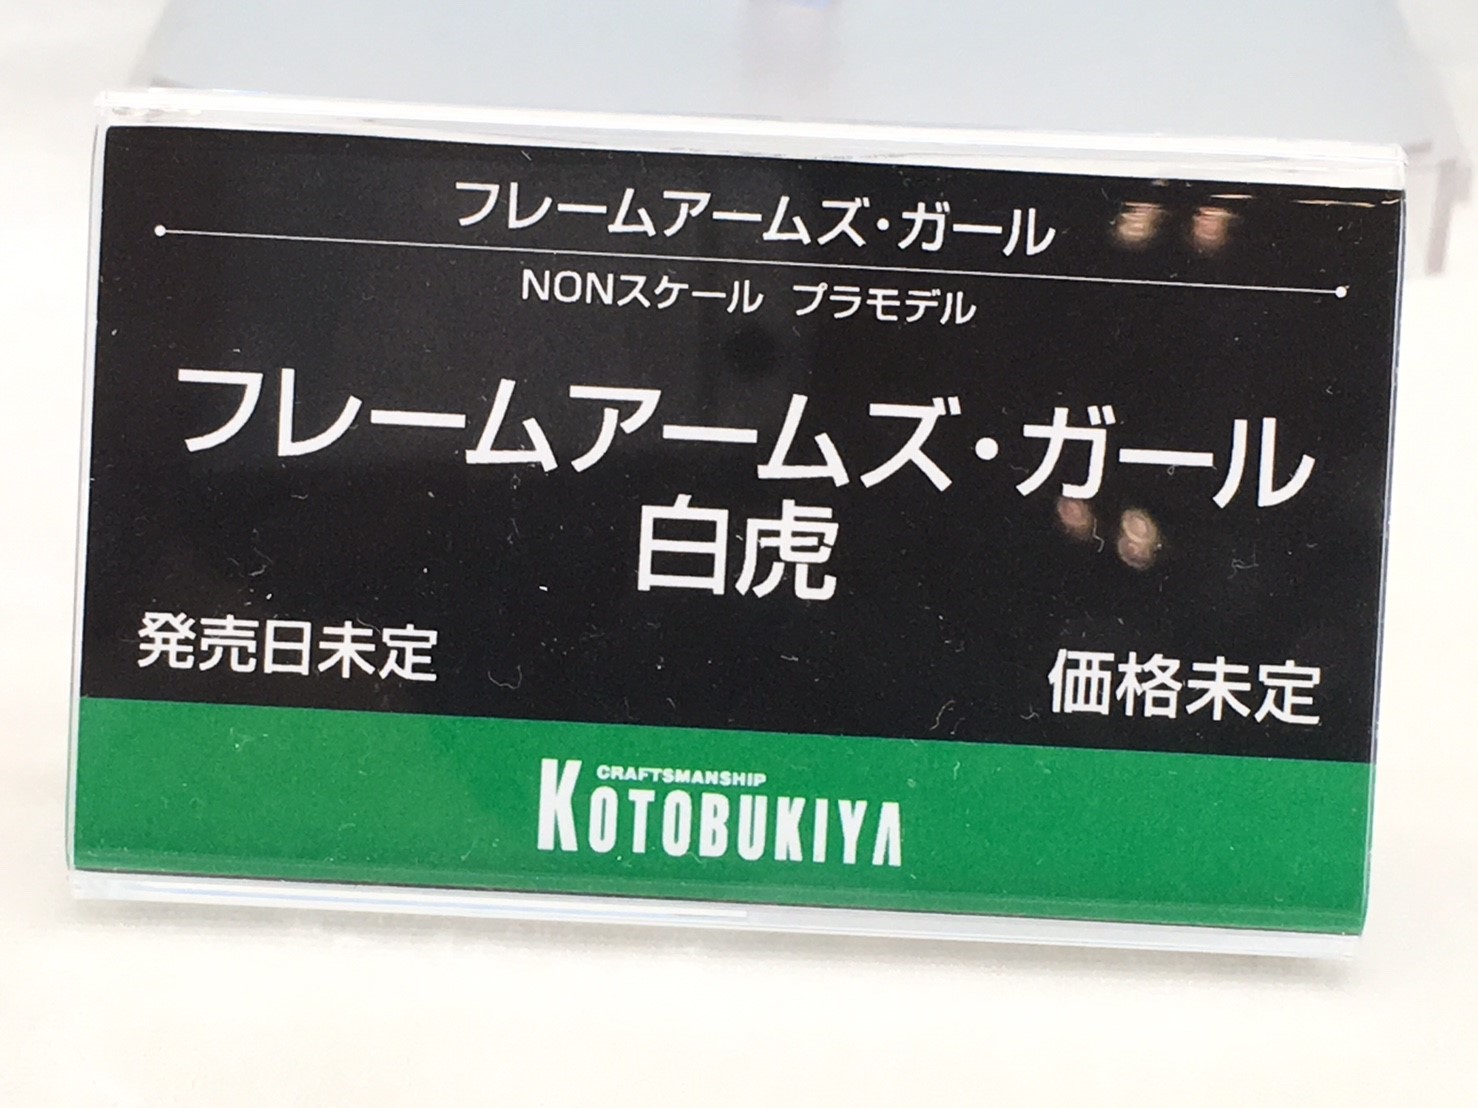 フレームアームズ・ガール
NONスケール プラモデル
フレームアームズ・ガール
白虎
発売日未定
価格未定
CRAFTSMANSHIP
KOTOBUKIYA